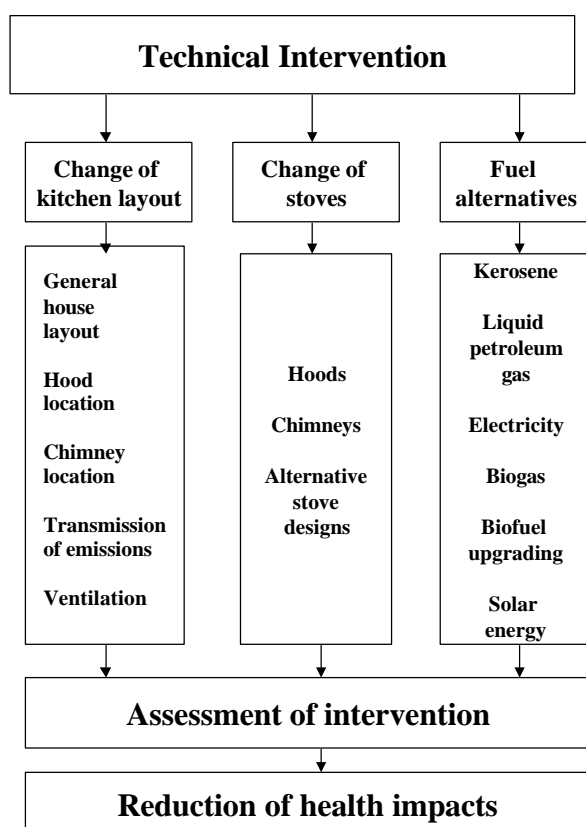 Technical Intervention
Change of
kitchen layout
Change of
stoves
Fuel
alternatives
General
house
layout
Hood
location
Chimney
location
Transmission
of emissions
Ventilation
Hoods
Chimneys
Alternative
stove
designs
Kerosene
Liquid
petroleum
gas
Electricity
Biogas
Biofuel
upgrading
Solar
energy
Assessment of intervention
Reduction of health impacts